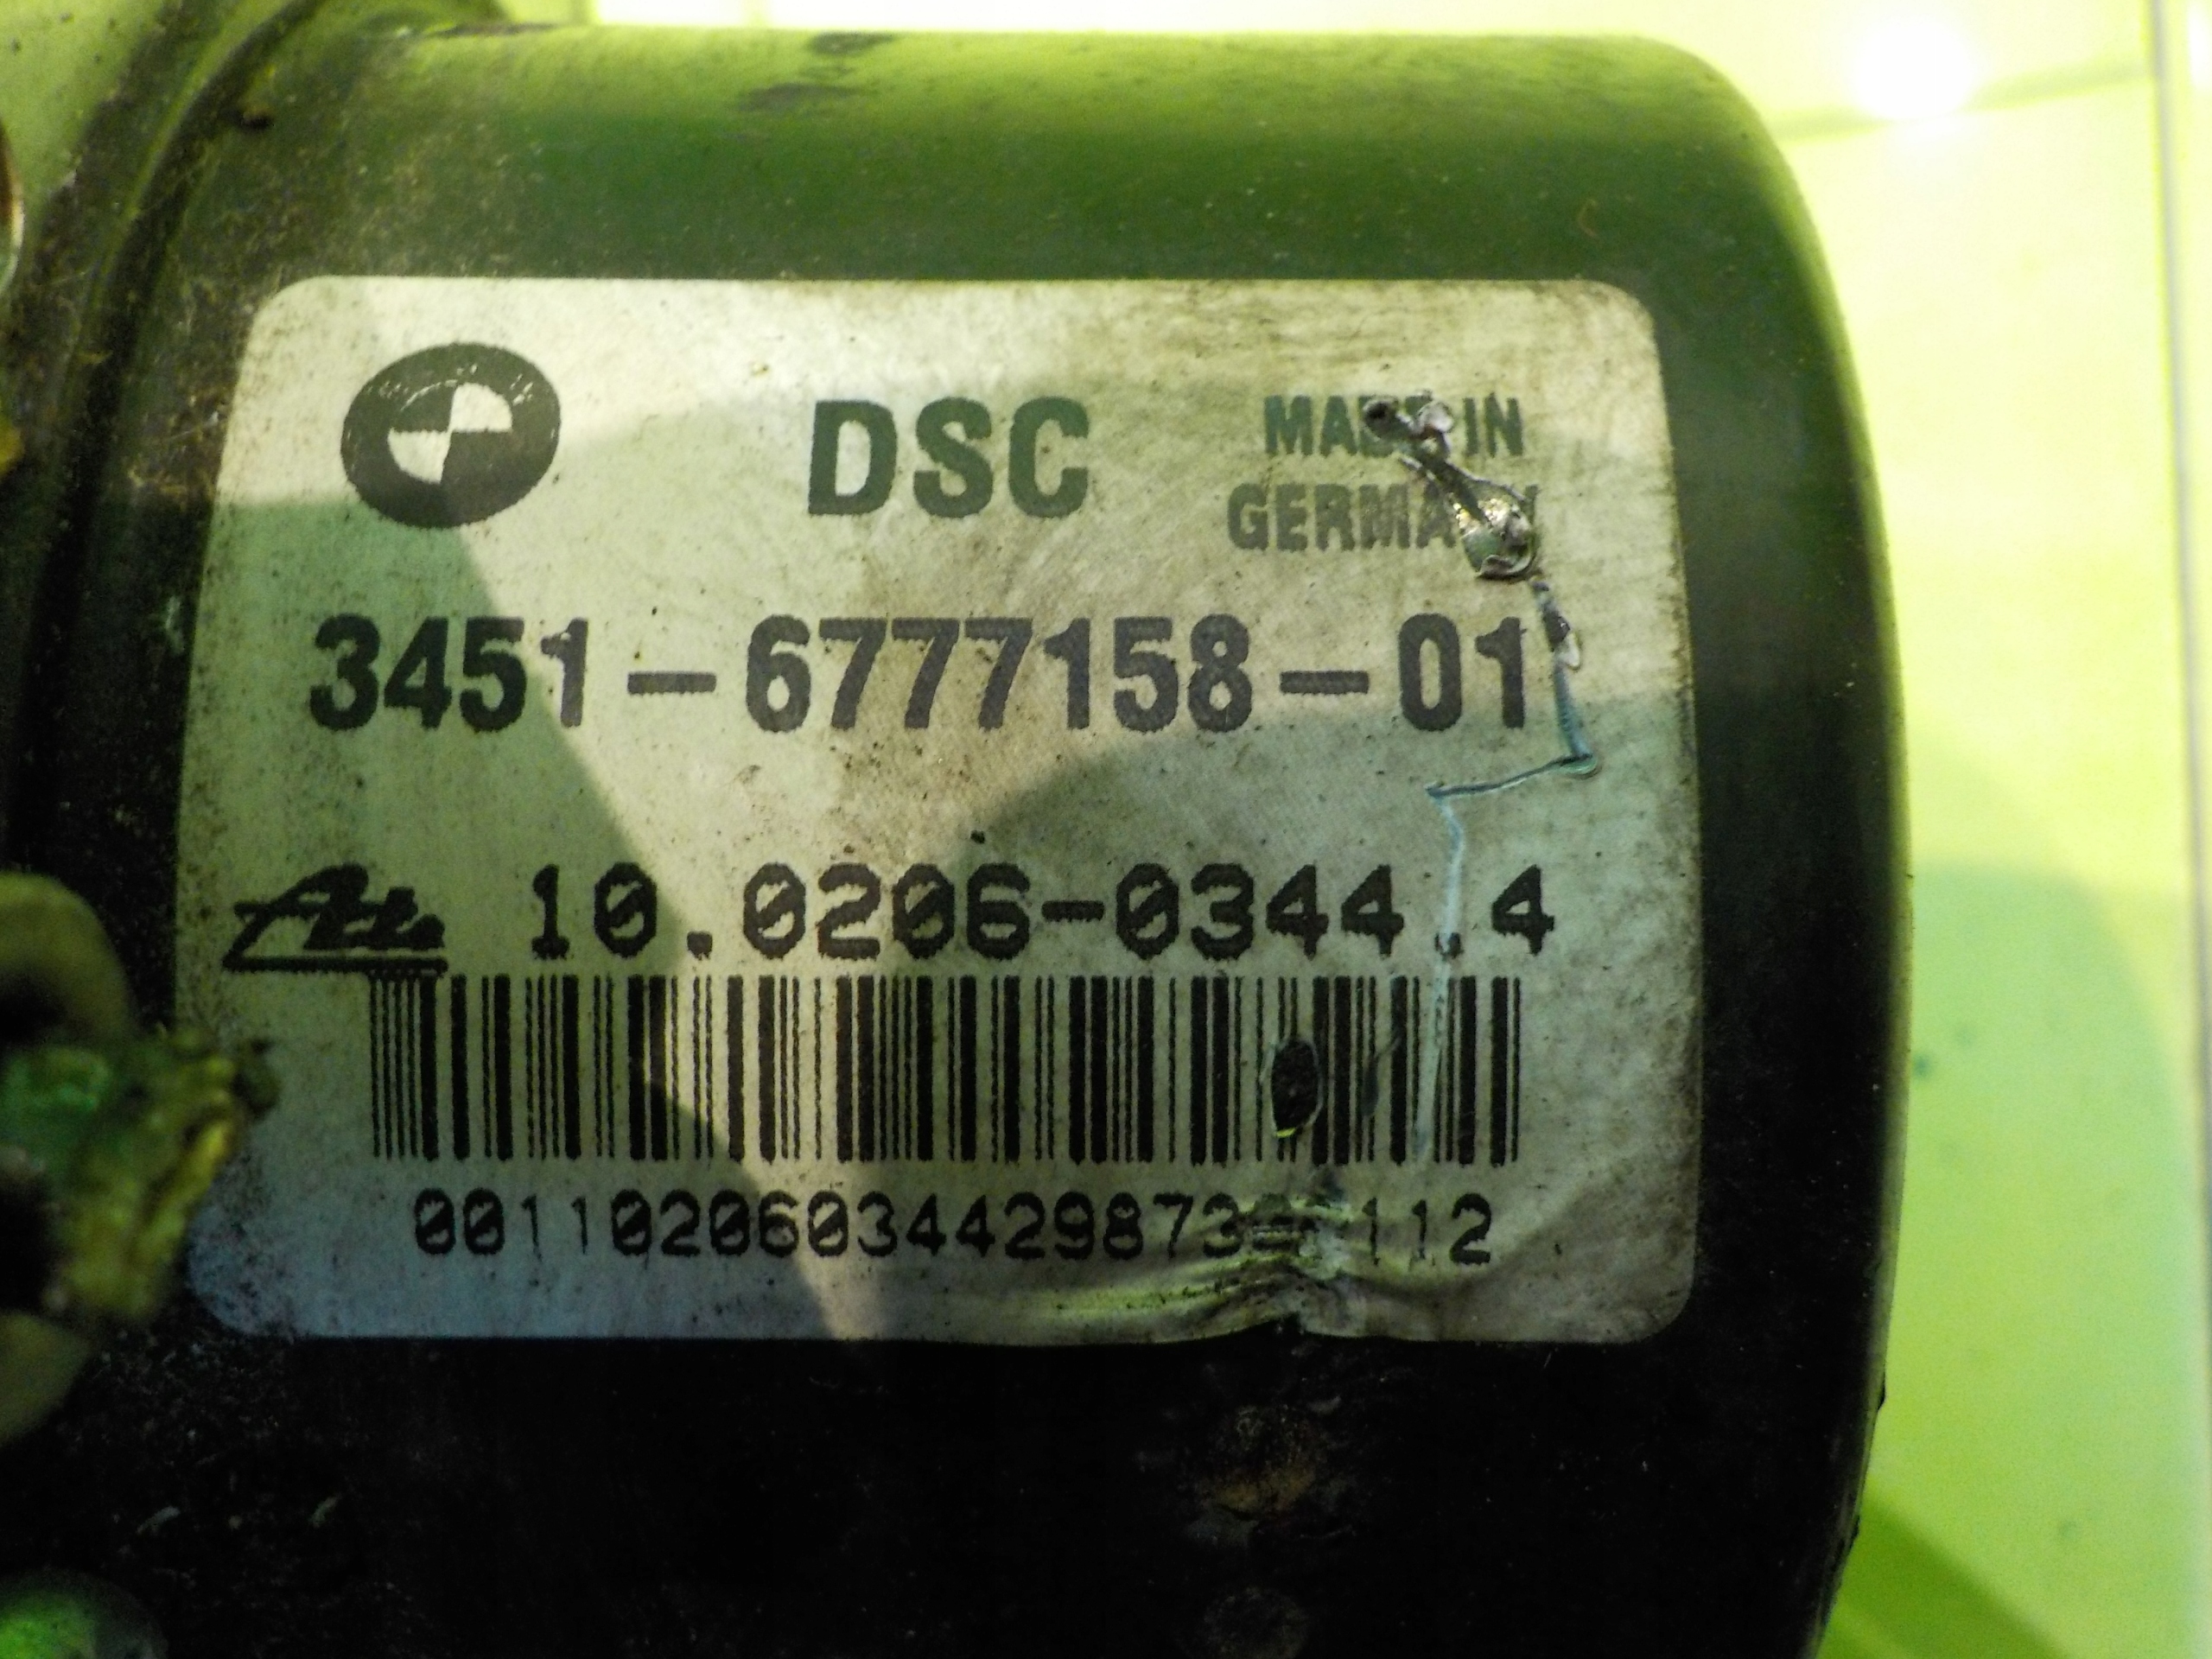 DSC
MADE IN
GERMANY
3451-6777158-01
Ate 10.0206-0344.4